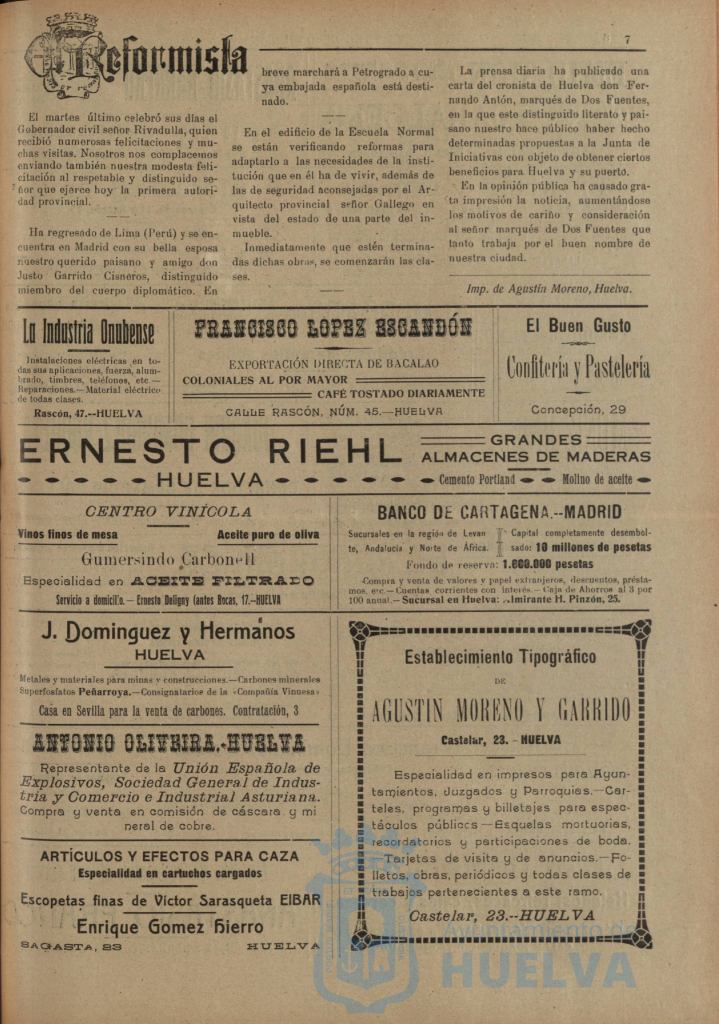 Reformista
7
El martes último celebró sus días el
Gobernador civil señor Rivadulla, quien
recibió numerosas felicitaciones y mu-
chas visitas. Nosotros nos complacemos
enviando también nuestra modesta feli-
citación al respetable y distinguido se-
ñor que ejerce hoy la primera autori-
dad provincial.
Ha regresado de Lima (Perú) y se en-
cuentra en Madrid con su bella esposa
nuestro querido paisano y amigo don
Justo Garrido Cisneros, distinguido
miembro del cuerpo diplomático. En
breve marchará a Petrogrado a cu-
ya embajada española está desti-
nado.
En el edificio de la Escuela Normal
se están verificando reformas para
adaptarlo a las necesidades de la insti-
tución que en él ha de vivir, además de
las de seguridad aconsejadas por el Ar-
quitecto provincial señor Gallego en
vista del estado de una parte del in-
mueble.
Inmediatamente que estén termina-
das dichas obras, se comenzarán las cla-
ses.
La prensa diaria ha publicado una
carta del cronista de Huelva don Fer-
nando Antón, marqués de Dos Fuentes,
en la que este distinguido literato y pai-
sano nuestro hace público haber hecho
determinadas propuestas a la Junta de
Iniciativas con objeto de obtener ciertos
beneficios para Huelva y su puerto.
En la opinión pública ha causado gra-
ta impresión la noticia, aumentándose
los motivos de cariño y consideración
al señor marqués de Dos Fuentes que
tanto trabaja por el buen nombre de
nuestra ciudad.
Imp. de Agustín Moreno, Huelva.
La Industria Onubense
Instalaciones eléctricas en to-
das sus aplicaciones, fuerza, alum-
brado, timbres, teléfonos, etc.—
Reparaciones.—Material eléctrico
de todas clases.
Rascón, 47.--HUELVA
FRANCISCO LOPEZ ESCANDÓN
EXPORTACIÓN DIRECTA DE BACALAO
COLONIALES AL POR MAYOR
CAFÉ TOSTADO DIARIAMENTE
CALLE RASCÓN, NÚM. 45.—HUELVA
El Buen Gusto
Confitería y Pastelería
Concepción, 29
ERNESTO RIEHL
HUELVA
GRANDES
ALMACENES DE MADERAS
Cemento Portland
Molino de aceite
CENTRO VINÍCOLA
Vinos finos de mesa
Aceite puro de oliva
Gumersindo Carbonell
Especialidad en ACEITE FILTRADO
Servicio a domicilio.—Ernesto Deligny (antes Bocas, 17.-HUELVA
BANCO DE CARTAGENA.--MADRID
Sucursales en la región de Levan
te, Andalucía y Norte de África.
Capital completamente desembol-
sado: 10 millones de pesetas
Fondo de reserva: 1.600.000 pesetas
Compra y venta de valores y papel extranjeros, descuentos, présta-
mos, etc.—Cuentas corrientes con interés.—Caja de Ahorros al 3 por
100 anual.—Sucursal en Huelva: Almirante H. Pinzón, 25.
J. Dominguez y Hermanos
HUELVA
Metales y materiales para minas y construcciones.—Carbones minerales
Superfosfatos Peñarroya.—Consignatarios de la «Compañía Vinuesa»
Casa en Sevilla para la venta de carbones. Contratación, 3
ANTONIO OLIVEIRA.-HUELVA
Representante de la Unión Española de
Explosivos, Sociedad General de Indus-
tria y Comercio e Industrial Asturiana.
Compra y venta en comisión de cáscara y mi
neral de cobre.
ARTÍCULOS Y EFECTOS PARA CAZA
Especialidad en cartuchos cargados
Escopetas finas de Víctor Sarasqueta EIBAR
Enrique Gomez Hierro
SAGASTA, 23
HUELVA
Establecimiento Tipográfico
DE
AGUSTIN MORENO Y GARRIDO
Castelar, 23. - HUELVA
Especialidad en impresos para Ayun-
tamientos, Juzgados y Parroquias.—Car-
teles, programas y billetajes para espec-
táculos públicos—Esquelas mortuorias,
recordatorios y participaciones de boda.
Tarjetas de visita y de anuncios.—Fo-
lletos, obras, periódicos y todas clases de
trabajos pertenecientes a este ramo.
Castelar, 23.--HUELVA
Ayuntamiento de
HUELVA